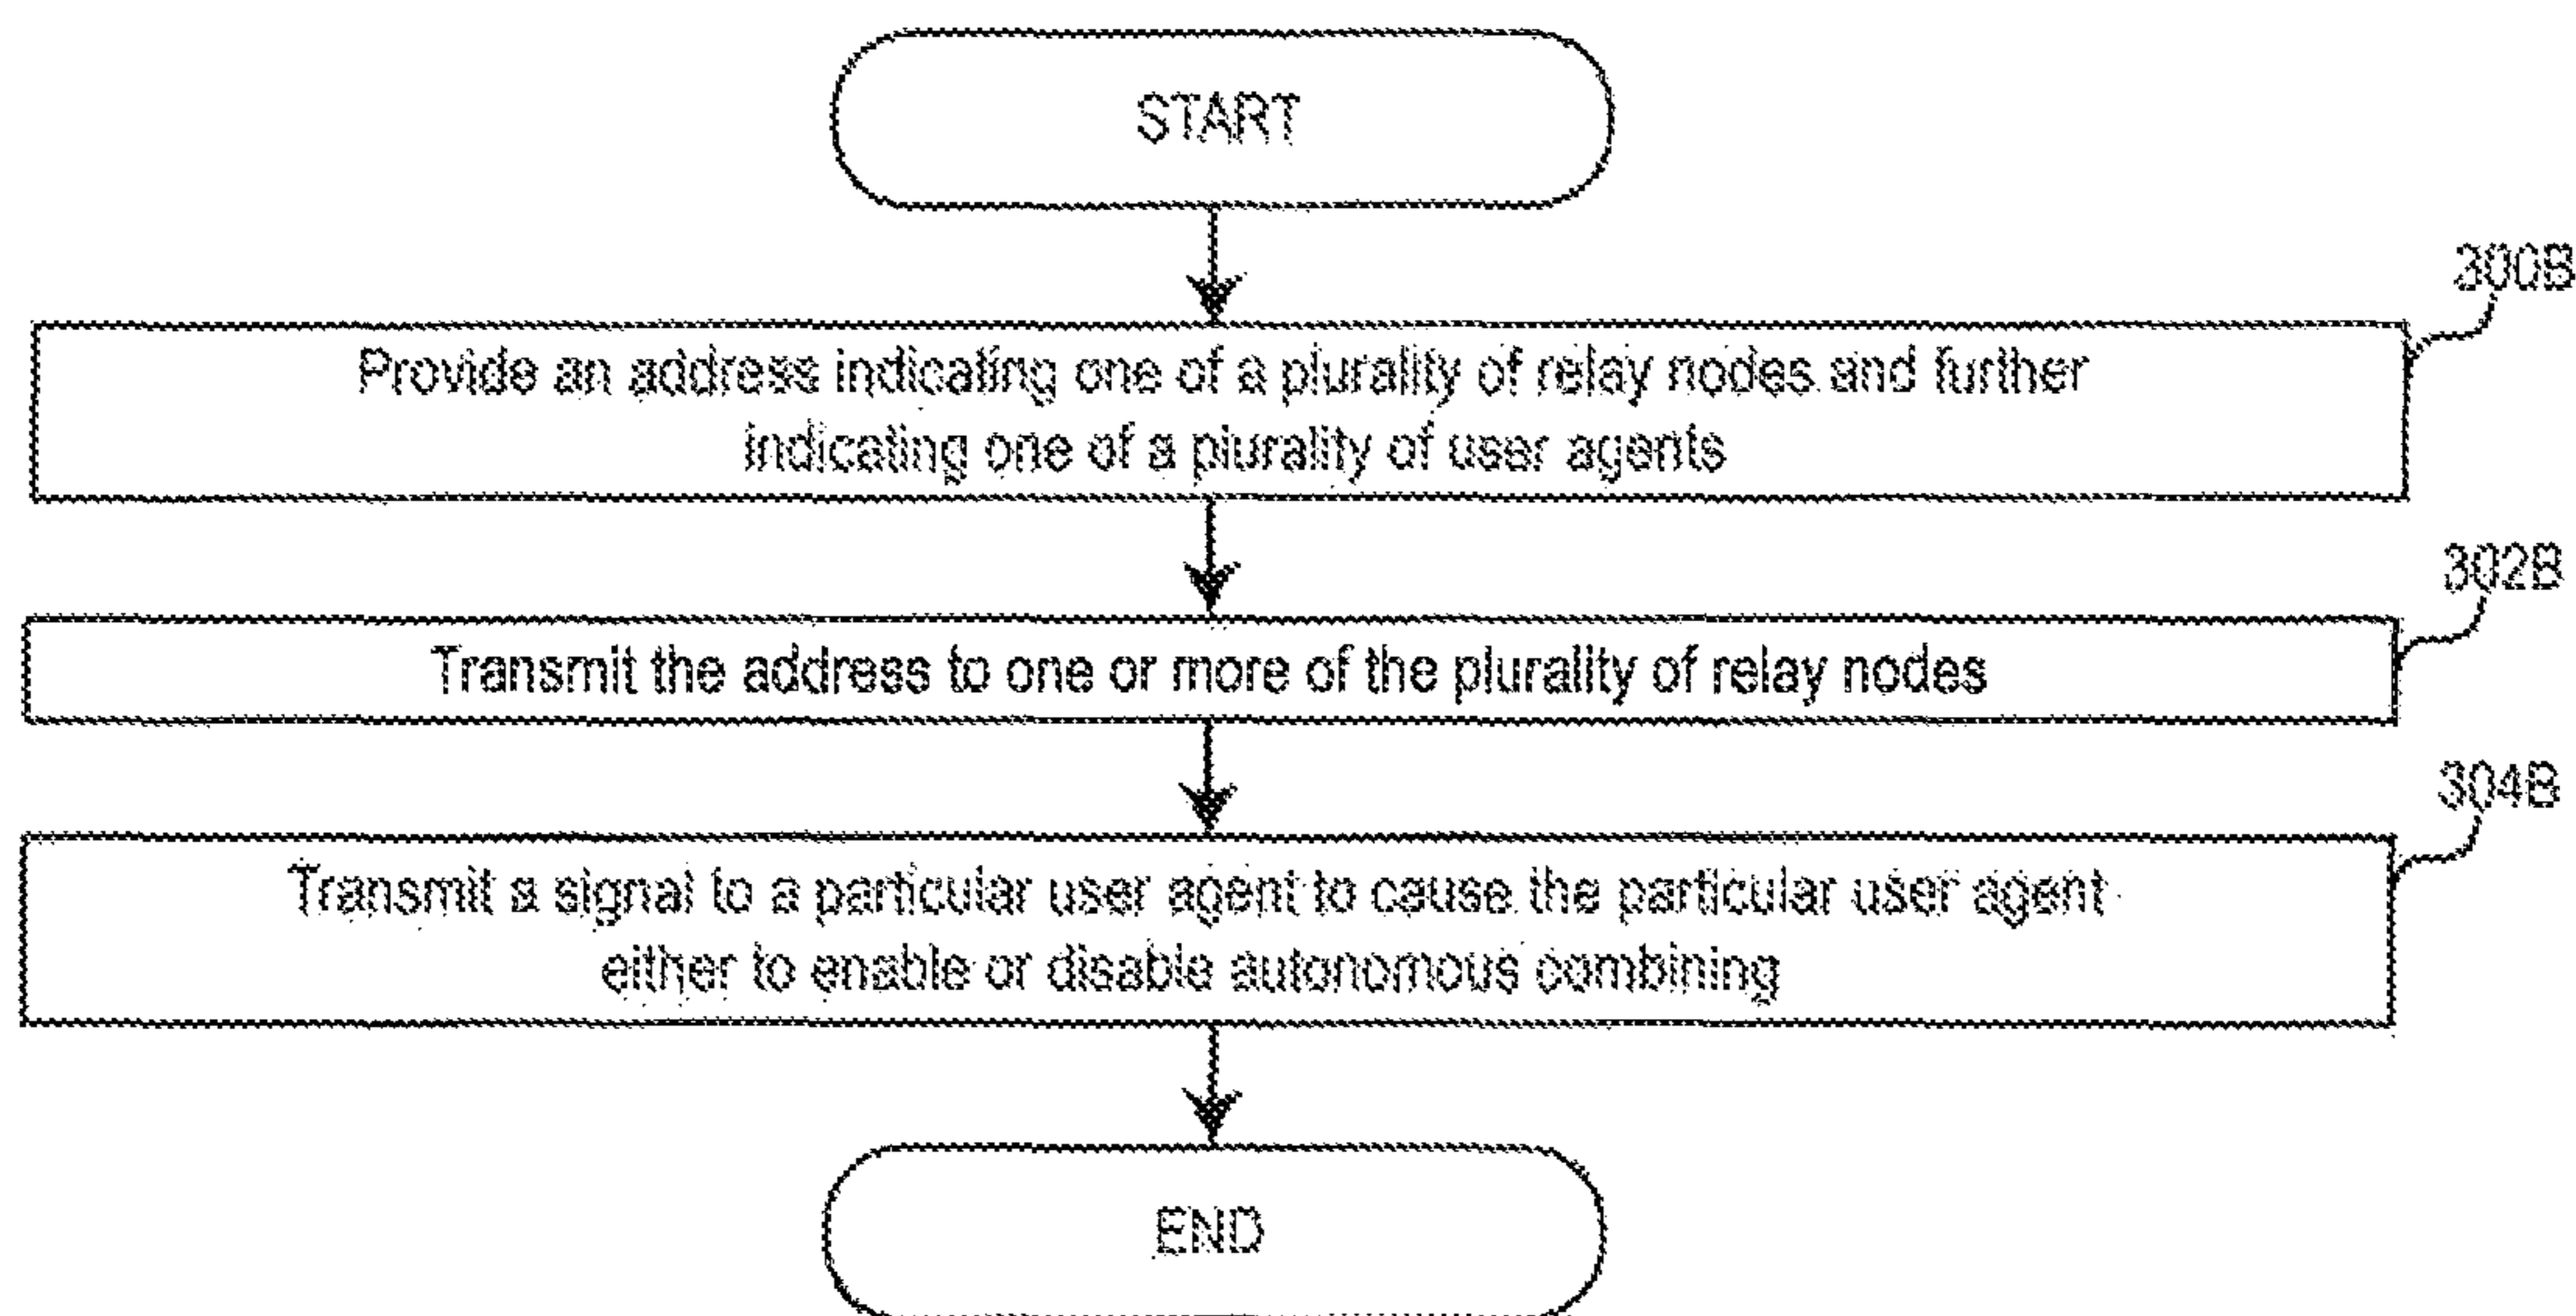 START
300B
Provide an address indicating one of a plurality of relay nodes and further
indicating one of a plurality of user agents
302B
Transmit the address to one or more of the plurality of relay nodes
304B
Transmit a signal to a particular user agent to cause the particular user agent
either to enable or disable autonomous combining
END